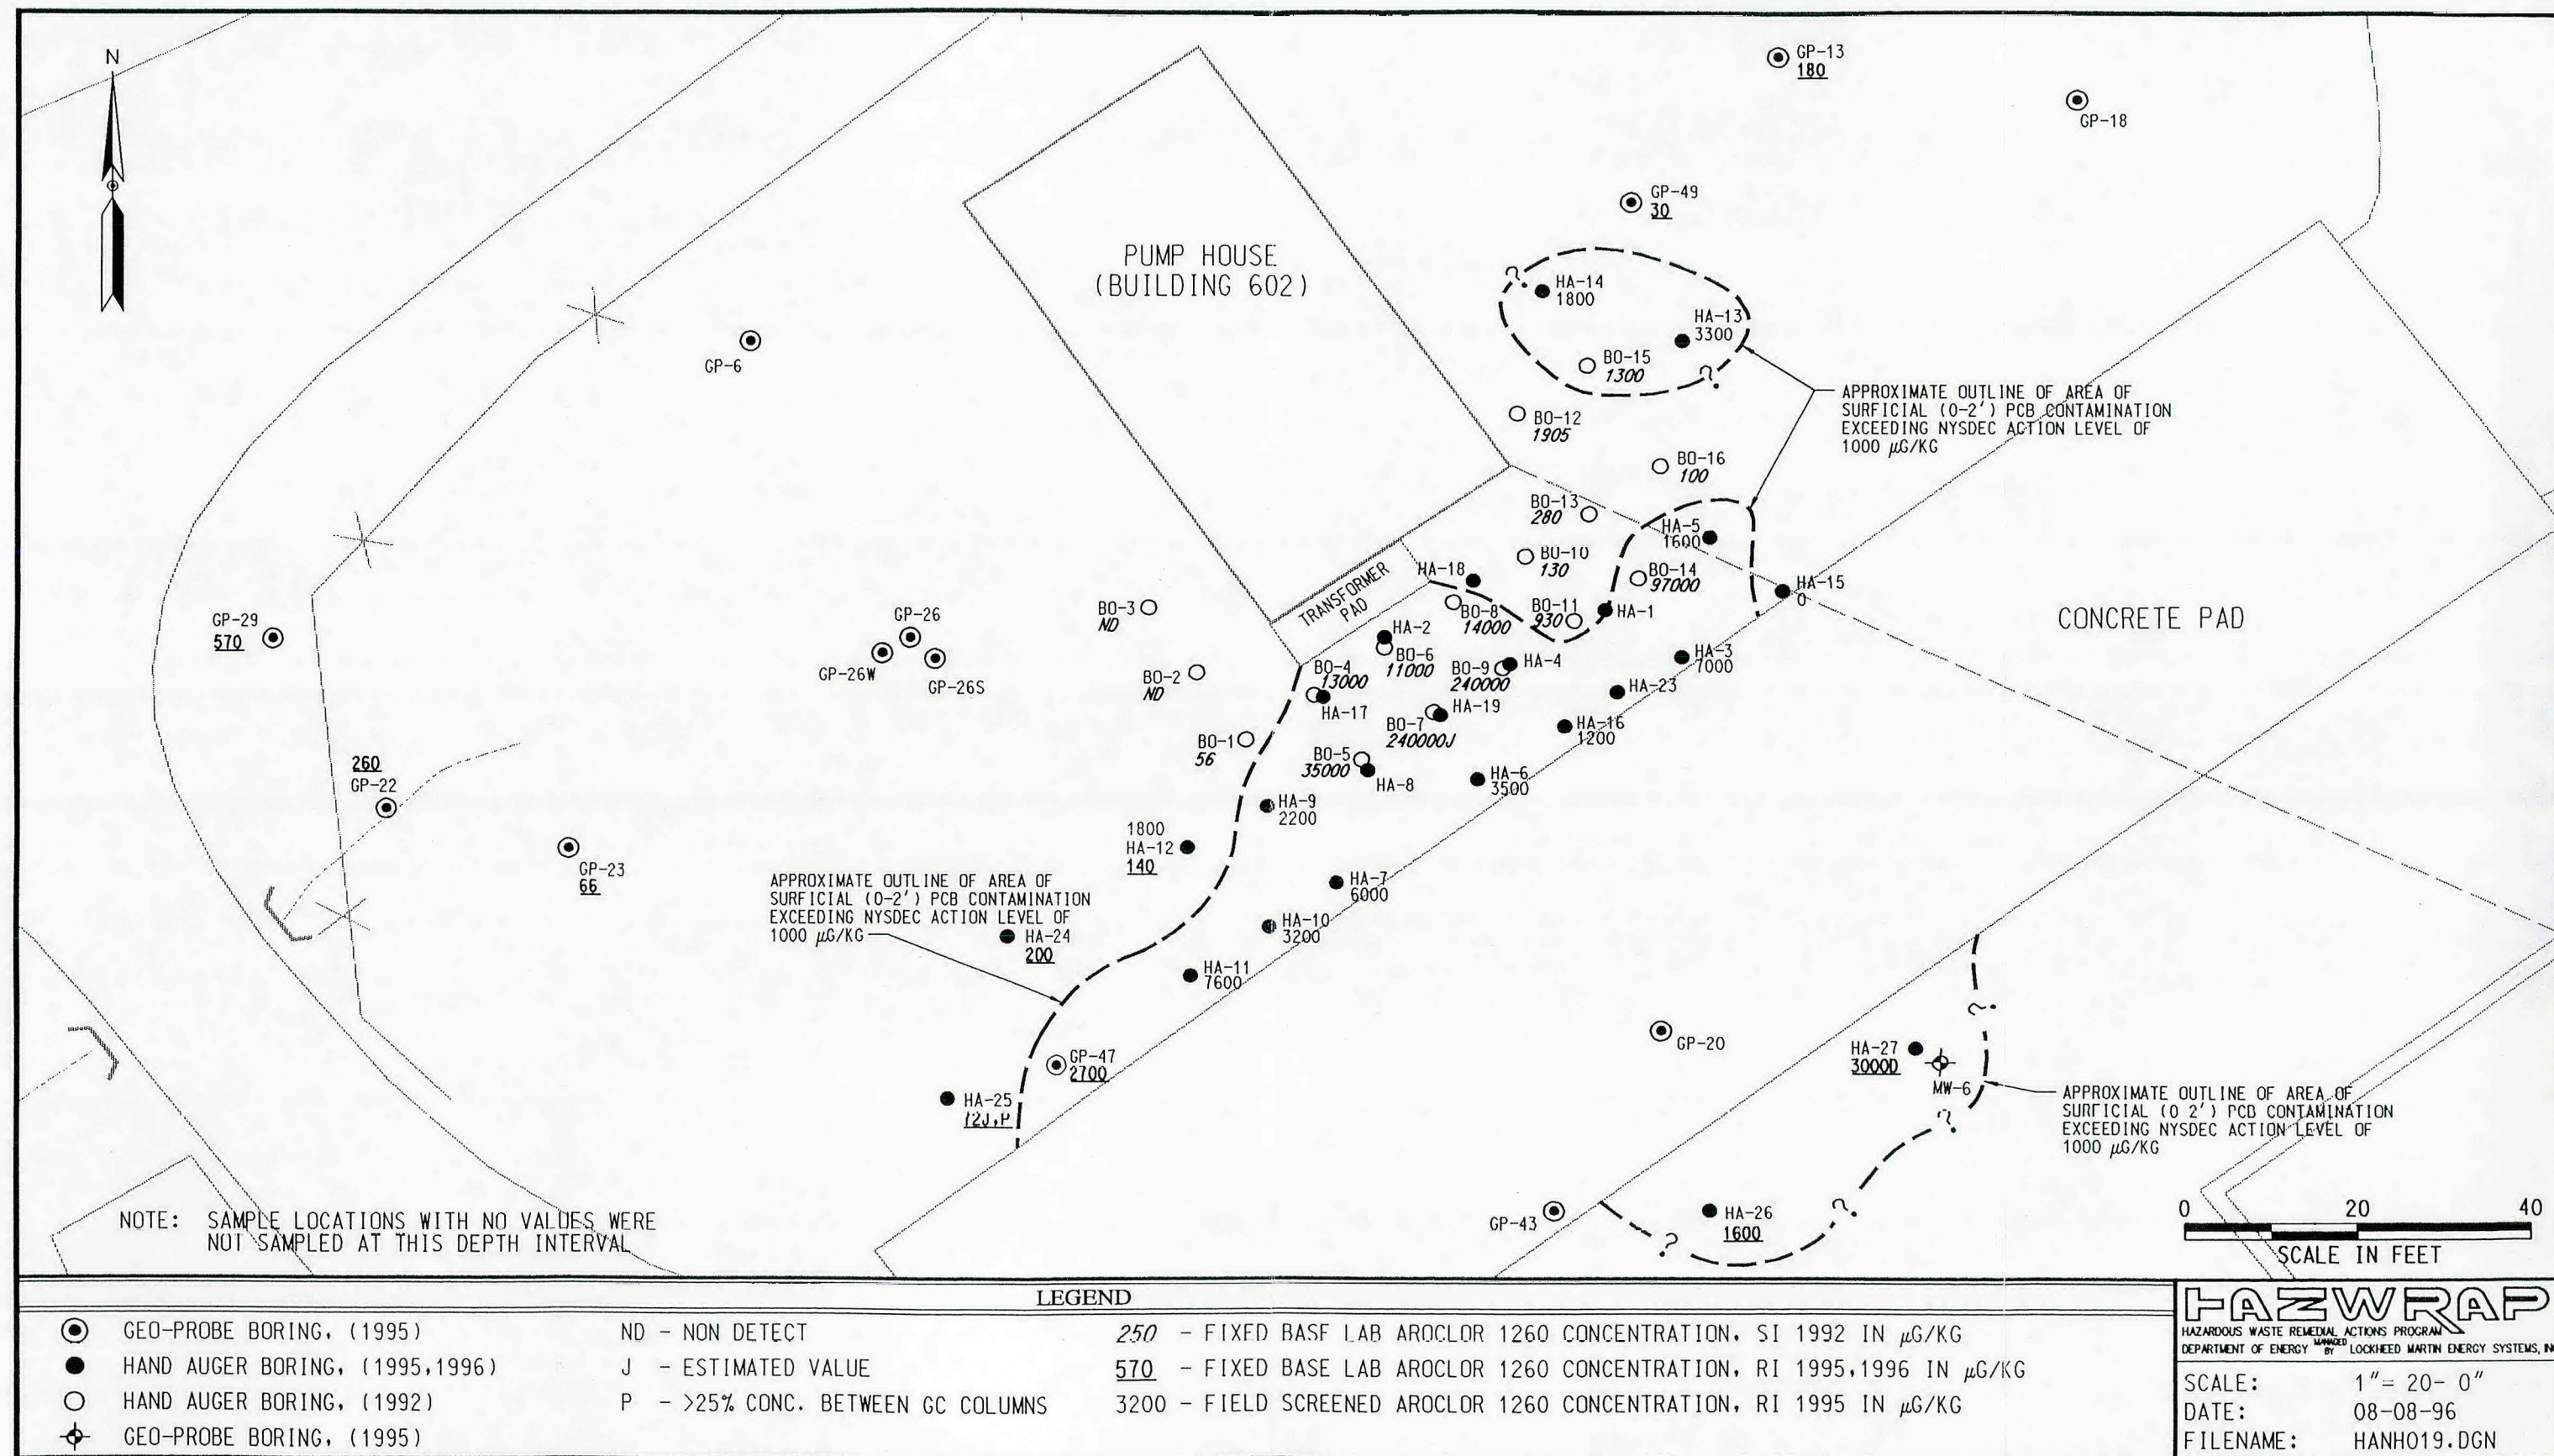 N
GP-13
180
GP-18
GP-49
30
PUMP HOUSE
(BUILDING 602)
HA-14
1800
HA-13
3300
GP-6
BO-15
1300
APPROXIMATE OUTLINE OF AREA OF
SURFICIAL (0-2') PCB CONTAMINATION
EXCEEDING NYSDEC ACTION LEVEL OF
1000 µG/KG
?
?
BO-12
1905
BO-16
100
BO-13
280
HA-5
1600
BO-10
130
BO-14
97000
HA-18
TRANSFORMER
PAD
HA-15
0
BO-3
ND
BO-8
14000
BO-11
930
HA-1
CONCRETE PAD
GP-29
570
GP-26
GP-26W
GP-26S
HA-2
BO-6
11000
BO-9
240000
HA-4
HA-3
7000
BO-2
ND
BO-4
13000
HA-17
HA-23
BO-7
240000J
HA-19
HA-16
1200
BO-1
56
BO-5
35000
HA-8
HA-6
3500
260
GP-22
HA-9
2200
1800
HA-12
140
GP-23
66
APPROXIMATE OUTLINE OF AREA OF
SURFICIAL (0-2') PCB CONTAMINATION
EXCEEDING NYSDEC ACTION LEVEL OF
1000 µG/KG
HA-7
6000
HA-24
200
HA-10
3200
HA-11
7600
?
GP-20
HA-27
3000D
MW-6
GP-47
2700
HA-25
12J,P
APPROXIMATE OUTLINE OF AREA OF
SURFICIAL (0 2') PCB CONTAMINATION
EXCEEDING NYSDEC ACTION LEVEL OF
1000 µG/KG
?
?
?
GP-43
HA-26
1600
NOTE: SAMPLE LOCATIONS WITH NO VALUES WERE
NOT SAMPLED AT THIS DEPTH INTERVAL
0 20 40
SCALE IN FEET
LEGEND
GEO-PROBE BORING, (1995)
HAND AUGER BORING, (1995,1996)
HAND AUGER BORING, (1992)
GEO-PROBE BORING, (1995)
ND - NON DETECT
J - ESTIMATED VALUE
P - >25% CONC. BETWEEN GC COLUMNS
250 - FIXED BASE LAB AROCLOR 1260 CONCENTRATION, SI 1992 IN µG/KG
570 - FIXED BASE LAB AROCLOR 1260 CONCENTRATION, RI 1995,1996 IN µG/KG
3200 - FIELD SCREENED AROCLOR 1260 CONCENTRATION, RI 1995 IN µG/KG
HAZWRAP
HAZARDOUS WASTE REMEDIAL ACTIONS PROGRAM
DEPARTMENT OF ENERGY MANAGED BY LOCKHEED MARTIN ENERGY SYSTEMS, IN
SCALE: 1"= 20- 0"
DATE: 08-08-96
FILENAME: HANH019.DGN